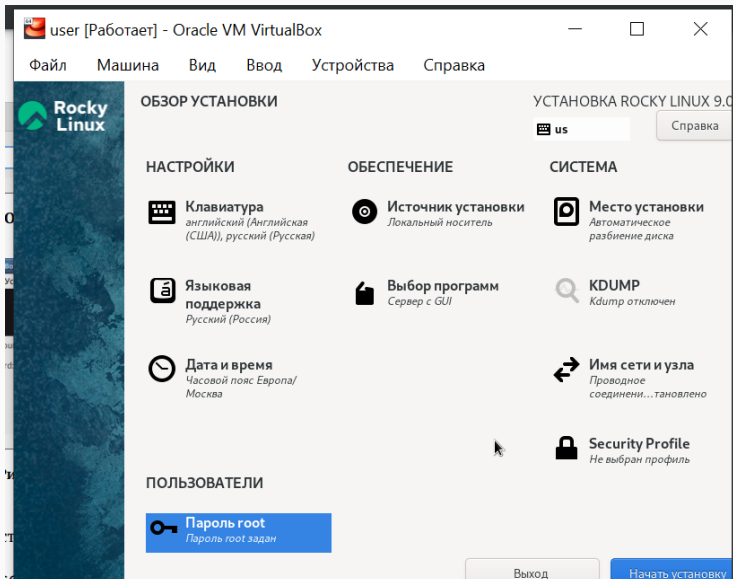 user [Работает] - Oracle VM VirtualBox
Файл Машина Вид Ввод Устройства Справка
Rocky
Linux
ОБЗОР УСТАНОВКИ
УСТАНОВКА ROCKY LINUX 9.0
us
Справка
НАСТРОЙКИ
Клавиатура
английский (Английская
(США)), русский (Русская)
Языковая
поддержка
Русский (Россия)
Дата и время
Часовой пояс Европа/
Москва
ОБЕСПЕЧЕНИЕ
Источник установки
Локальный носитель
Выбор программ
Сервер с GUI
СИСТЕМА
Место установки
Автоматическое
разбиение диска
KDUMP
Kdump отключен
Имя сети и узла
Проводное
соединени...тановлено
Security Profile
Не выбран профиль
ПОЛЬЗОВАТЕЛИ
Пароль root
Пароль root задан
Выход
Начать установку